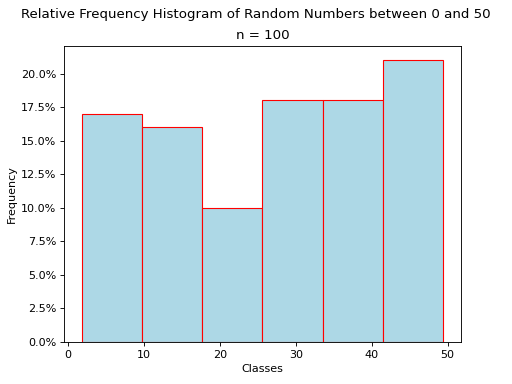 Relative Frequency Histogram of Random Numbers between 0 and 50
n = 100
20.0%
17.5%
15.0%
12.5%
10.0%
7.5%
5.0%
2.5%
0.0%
Frequency
0 10 20 30 40 50
Classes